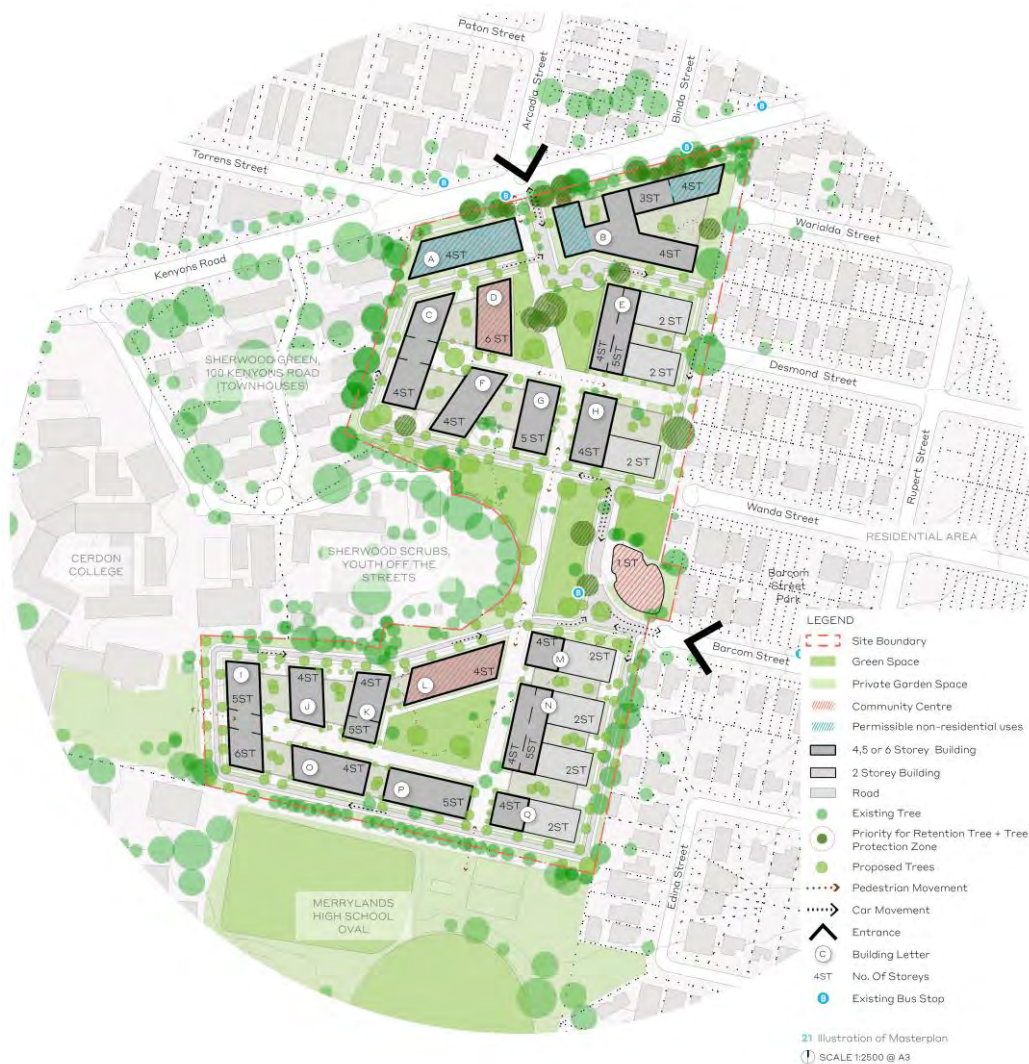 Paton Street
Arcadia Street
Binda Street
B
Torrens Street
B
B
B
3ST
4ST
Warialda Street
B
4ST
Kenyons Road
4ST
A
D
C
E
2 ST
6 ST
4ST
5ST
SHERWOOD GREEN,
100 KENYONS ROAD
(TOWNHOUSES)
Desmond Street
2 ST
F
4ST
G
H
4ST
5 ST
4ST
2 ST
Rupert Street
Wanda Street
RESIDENTIAL AREA
CERDON
COLLEGE
SHERWOOD SCRUBS,
YOUTH OFF THE
STREETS
1 ST
B
Barcom
Street
Park
Barcom Street
4ST
M
2ST
I
5ST
4ST
J
4ST
K
5ST
L
4ST
N
2ST
4ST
5ST
2ST
6ST
O
4ST
P
5ST
4ST
Q
2ST
MERRYLANDS
HIGH SCHOOL
OVAL
Edina Street
LEGEND
Site Boundary
Green Space
Private Garden Space
Community Centre
Permissible non-residential uses
4,5 or 6 Storey Building
2 Storey Building
Road
Existing Tree
Priority for Retention Tree + Tree
Protection Zone
Proposed Trees
Pedestrian Movement
Car Movement
Entrance
C Building Letter
4ST No. Of Storeys
B Existing Bus Stop
21 Illustration of Masterplan
SCALE 1:2500 @ A3